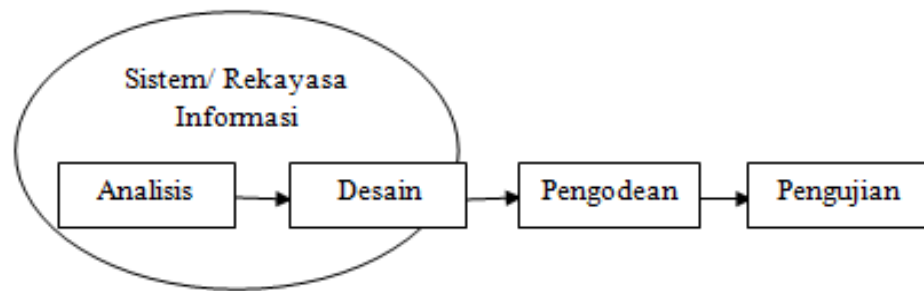 Sistem/ Rekayasa
Informasi
Analisis
Desain
Pengodean
Pengujian